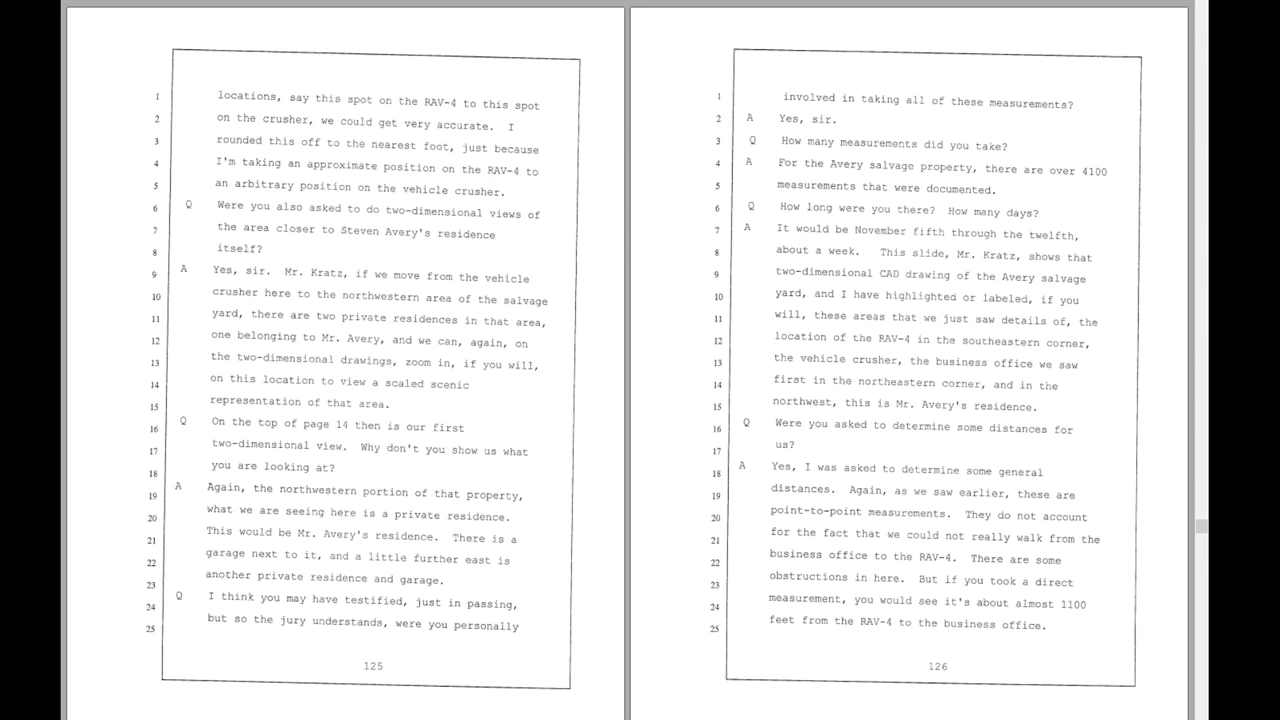 1 locations, say this spot on the RAV-4 to this spot
2 on the crusher, we could get very accurate. I
3 rounded this off to the nearest foot, just because
4 I'm taking an approximate position on the RAV-4 to
5 an arbitrary position on the vehicle crusher.
6 Q Were you also asked to do two-dimensional views of
7 the area closer to Steven Avery's residence
8 itself?
9 A Yes, sir. Mr. Kratz, if we move from the vehicle
10 crusher here to the northwestern area of the salvage
11 yard, there are two private residences in that area,
12 one belonging to Mr. Avery, and we can, again, on
13 the two-dimensional drawings, zoom in, if you will,
14 on this location to view a scaled scenic
15 representation of that area.
16 Q On the top of page 14 then is our first
17 two-dimensional view. Why don't you show us what
18 you are looking at?
19 A Again, the northwestern portion of that property,
20 what we are seeing here is a private residence.
21 This would be Mr. Avery's residence. There is a
22 garage next to it, and a little further east is
23 another private residence and garage.
24 Q I think you may have testified, just in passing,
25 but so the jury understands, were you personally
125
1 involved in taking all of these measurements?
2 A Yes, sir.
3 Q How many measurements did you take?
4 A For the Avery salvage property, there are over 4100
5 measurements that were documented.
6 Q How long were you there? How many days?
7 A It would be November fifth through the twelfth,
8 about a week. This slide, Mr. Kratz, shows that
9 two-dimensional CAD drawing of the Avery salvage
10 yard, and I have highlighted or labeled, if you
11 will, these areas that we just saw details of, the
12 location of the RAV-4 in the southeastern corner,
13 the vehicle crusher, the business office we saw
14 first in the northeastern corner, and in the
15 northwest, this is Mr. Avery's residence.
16 Q Were you asked to determine some distances for
17 us?
18 A Yes, I was asked to determine some general
19 distances. Again, as we saw earlier, these are
20 point-to-point measurements. They do not account
21 for the fact that we could not really walk from the
22 business office to the RAV-4. There are some
23 obstructions in here. But if you took a direct
24 measurement, you would see it's about almost 1100
25 feet from the RAV-4 to the business office.
126